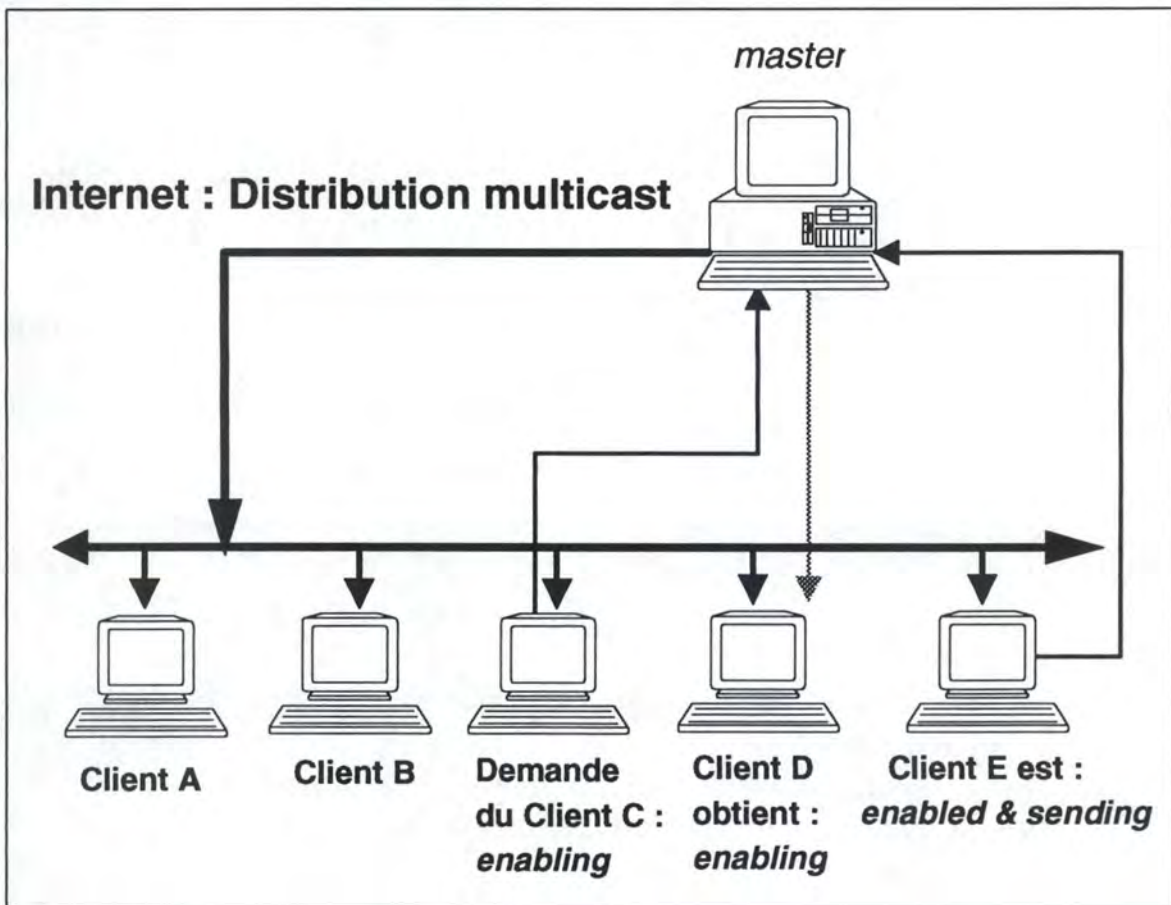 master
Internet : Distribution multicast
Client A
Client B
Demande
du Client C :
enabling
Client D
obtient :
enabling
Client E est :
enabled & sending